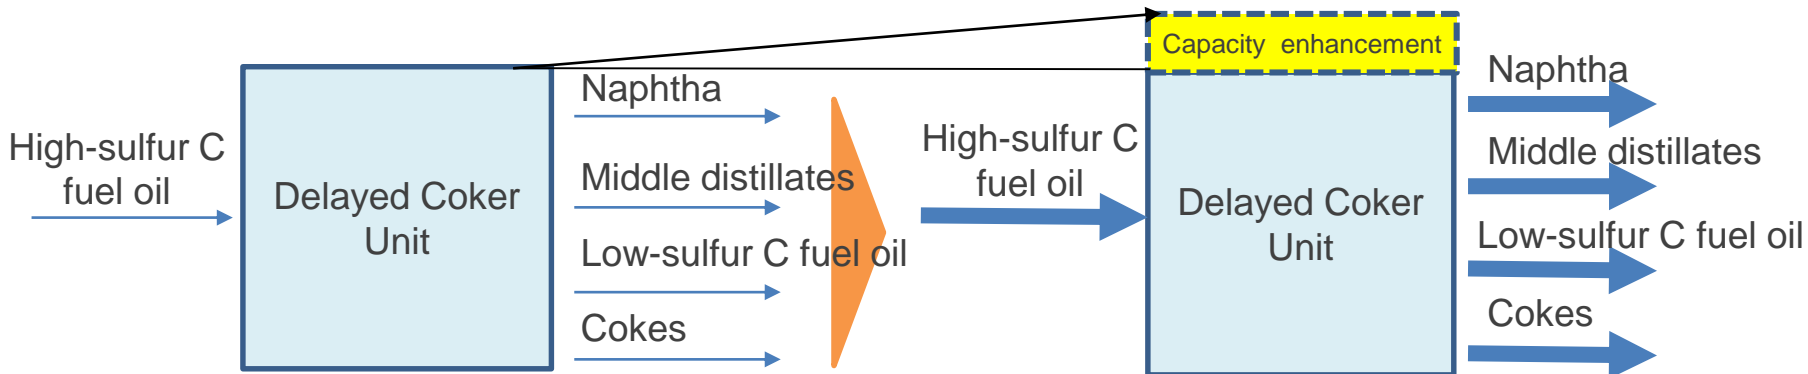 High-sulfur C
fuel oil
Delayed Coker
Unit
Naphtha
Middle distillates
Low-sulfur C fuel oil
Cokes
High-sulfur C
fuel oil
Capacity enhancement
Delayed Coker
Unit
Naphtha
Middle distillates
Low-sulfur C fuel oil
Cokes